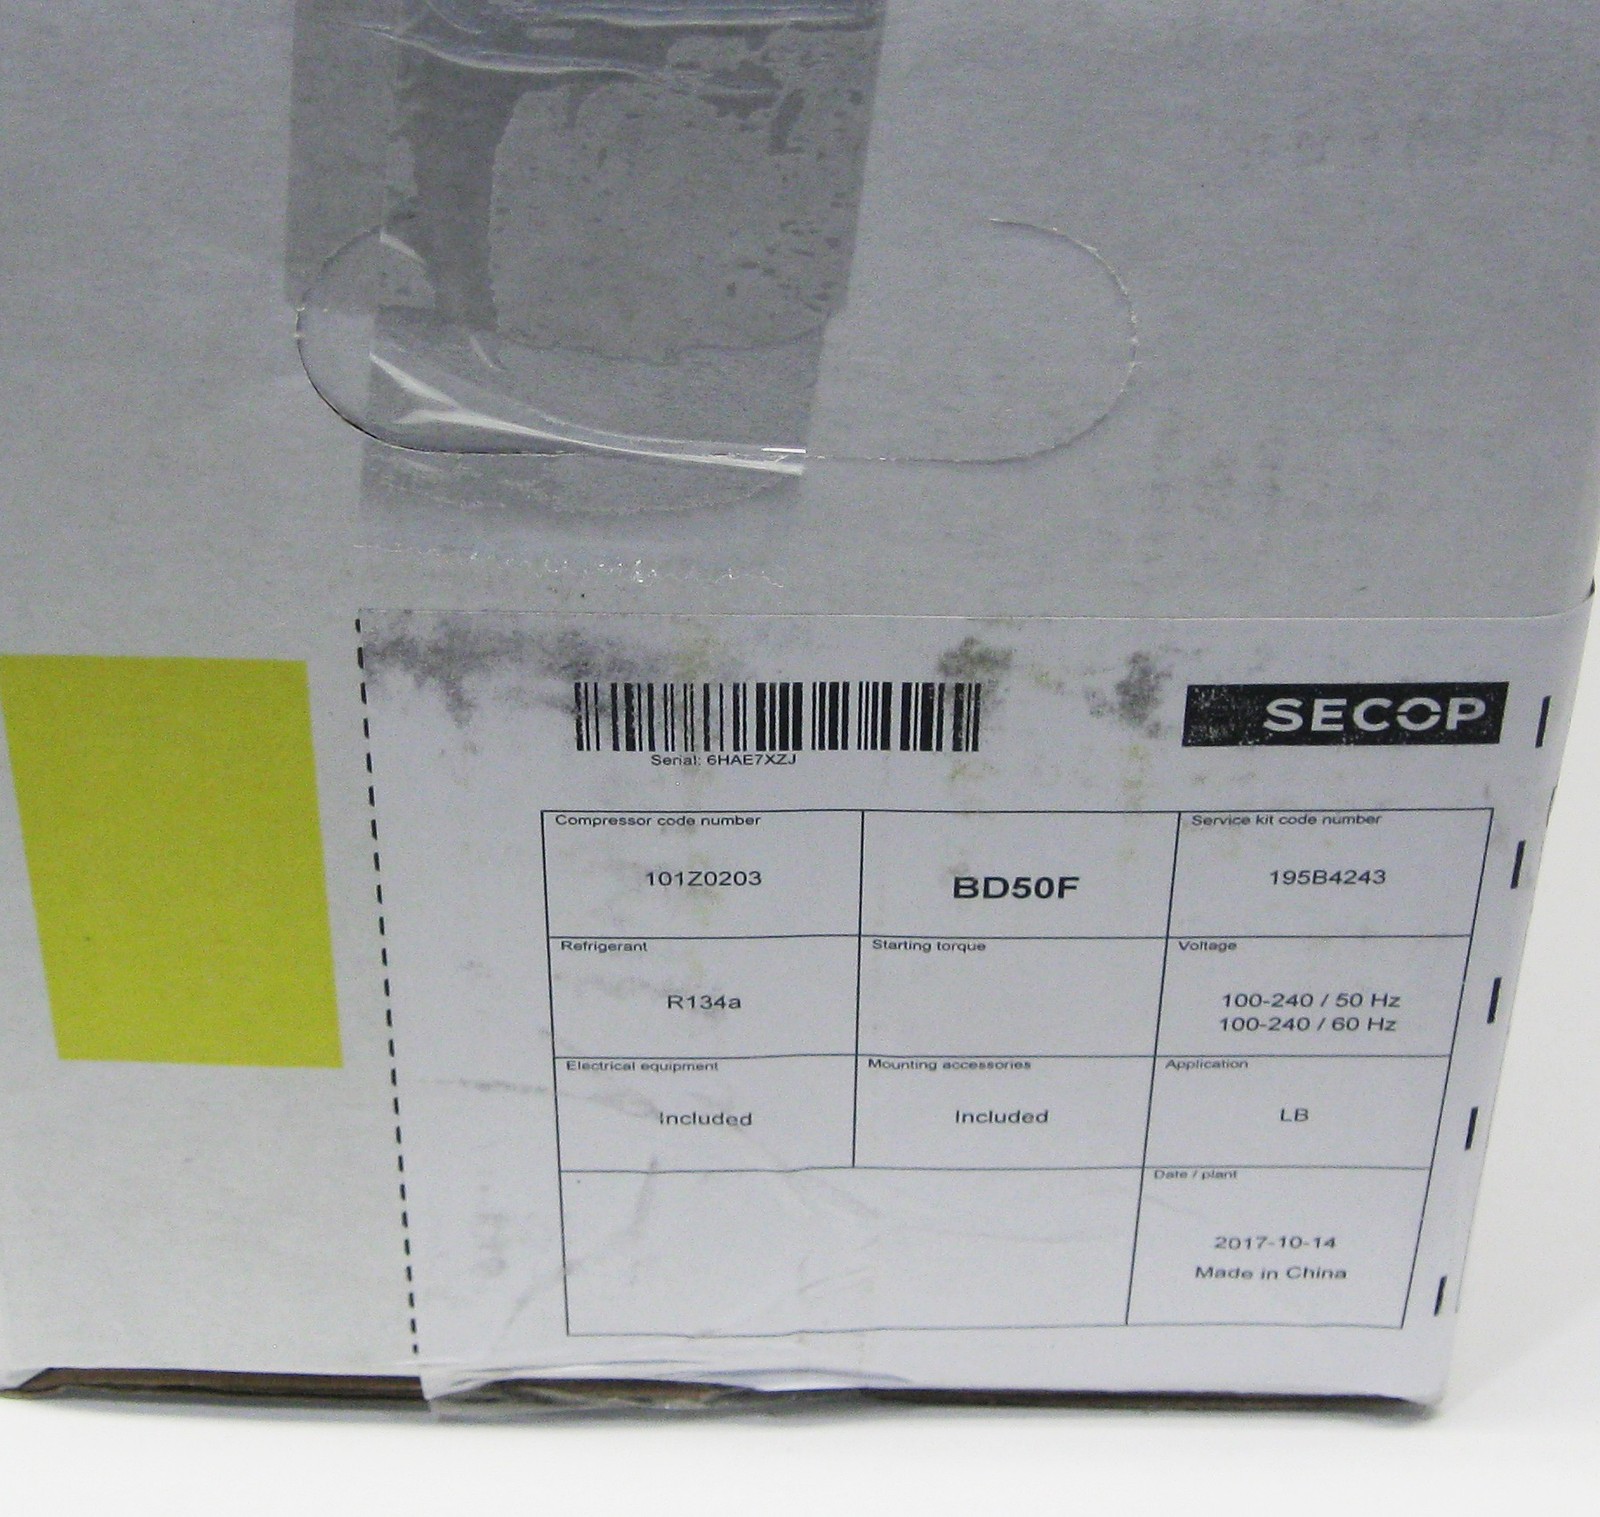 SECOP
Serial: 6HAE7XZJ
Compressor code number
101Z0203
BD50F
Service kit code number
195B4243
Refrigerant
R134a
Starting torque
Voltage
100-240 / 50 Hz
100-240 / 60 Hz
Electrical equipment
Included
Mounting accessories
Included
Application
LB
Date / plant
2017-10-14
Made in China